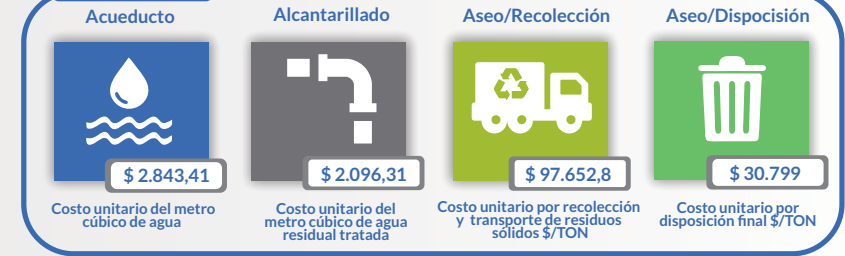 Acueducto
$ 2.843,41
Costo unitario del metro
cúbico de agua
Alcantarillado
$ 2.096,31
Costo unitario del
metro cúbico de agua
residual tratada
Aseo/Recolección
$ 97.652,8
Costo unitario por recolección
y transporte de residuos
sólidos $/TON
Aseo/Dispocisión
$ 30.799
Costo unitario por
disposición final $/TON